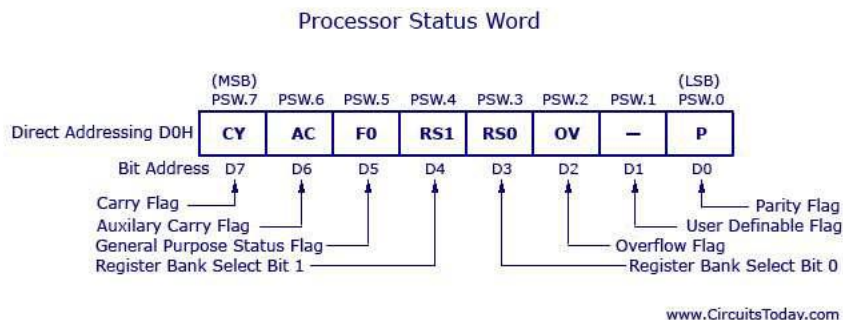 Processor Status Word
(MSB) (LSB)
PSW.7 PSW.6 PSW.5 PSW.4 PSW.3 PSW.2 PSW.1 PSW.0
Direct Addressing D0H CY AC F0 RS1 RS0 OV — P
Bit Address D7 D6 D5 D4 D3 D2 D1 D0
Carry Flag Parity Flag
Auxilary Carry Flag User Definable Flag
General Purpose Status Flag Overflow Flag
Register Bank Select Bit 1 Register Bank Select Bit 0
www.CircuitsToday.com